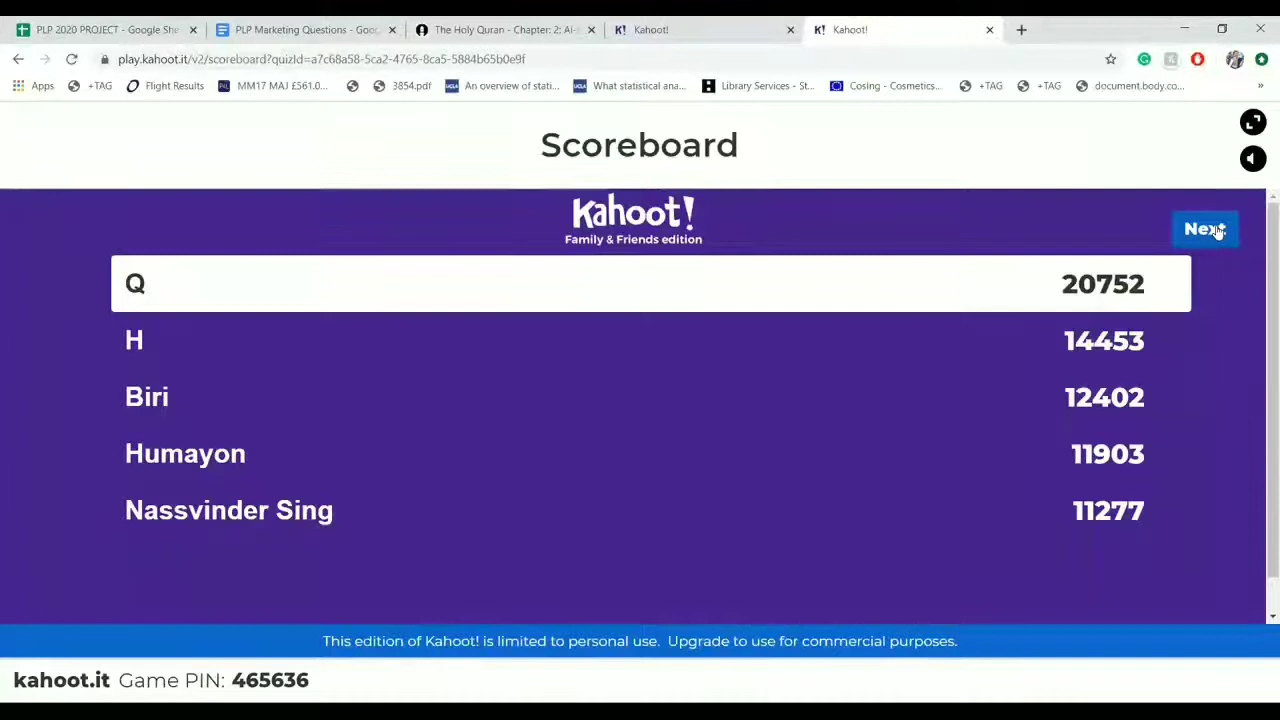 PLP 2020 PROJECT - Google She
PLP Marketing Questions - Goog
The Holy Quran - Chapter: 2; Al-
K! Kahoot!
K! Kahoot!
play.kahoot.it/v2/scoreboard?quizId=a7c68a58-5ca2-4765-8ca5-5884b65b0e9f
Apps
+TAG
Flight Results
MM17 MAJ £561.0...
3854.pdf
UCLA An overview of stati...
UCLA What statistical ana...
Library Services - St...
Cosing - Cosmetics...
+TAG
+TAG
document.body.co...
»
Scoreboard
Kahoot!
Family & Friends edition
Next
Q 20752
H 14453
Biri 12402
Humayon 11903
Nassvinder Sing 11277
This edition of Kahoot! is limited to personal use. Upgrade to use for commercial purposes.
kahoot.it Game PIN: 465636